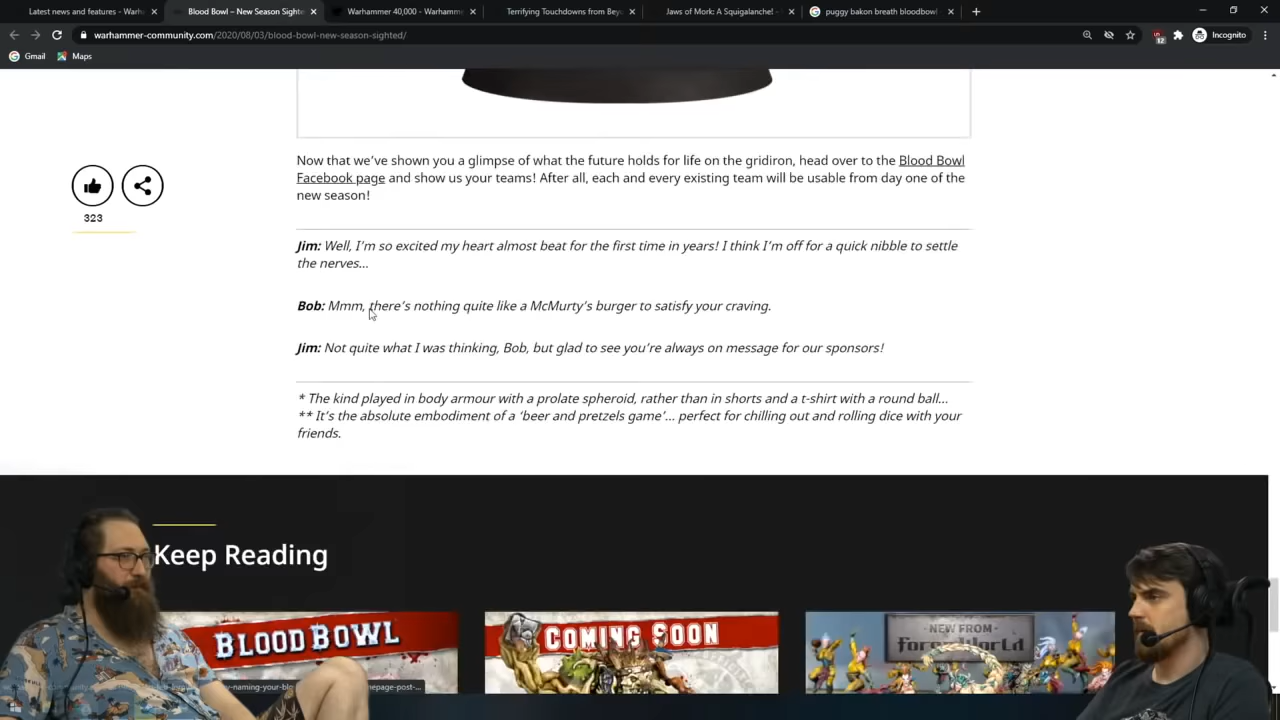 Latest news and features - Warh
Blood Bowl – New Season Sighte
Warhammer 40,000 - Warhamm
Terrifying Touchdowns from Beyo
Jaws of Mork: A Squigalanche! -
puggy bakon breath bloodbowl
warhammer-community.com/2020/08/03/blood-bowl-new-season-sighted/
12
Incognito
Gmail
Maps
Now that we've shown you a glimpse of what the future holds for life on the gridiron, head over to the Blood Bowl
Facebook page and show us your teams! After all, each and every existing team will be usable from day one of the
new season!
323
Jim: Well, I'm so excited my heart almost beat for the first time in years! I think I'm off for a quick nibble to settle
the nerves…
Bob: Mmm, there's nothing quite like a McMurty's burger to satisfy your craving.
Jim: Not quite what I was thinking, Bob, but glad to see you're always on message for our sponsors!
* The kind played in body armour with a prolate spheroid, rather than in shorts and a t-shirt with a round ball…
** It's the absolute embodiment of a 'beer and pretzels game'… perfect for chilling out and rolling dice with your
friends.
Keep Reading
BLOOD BOWL
COMING SOON
NEW FROM
Forge World